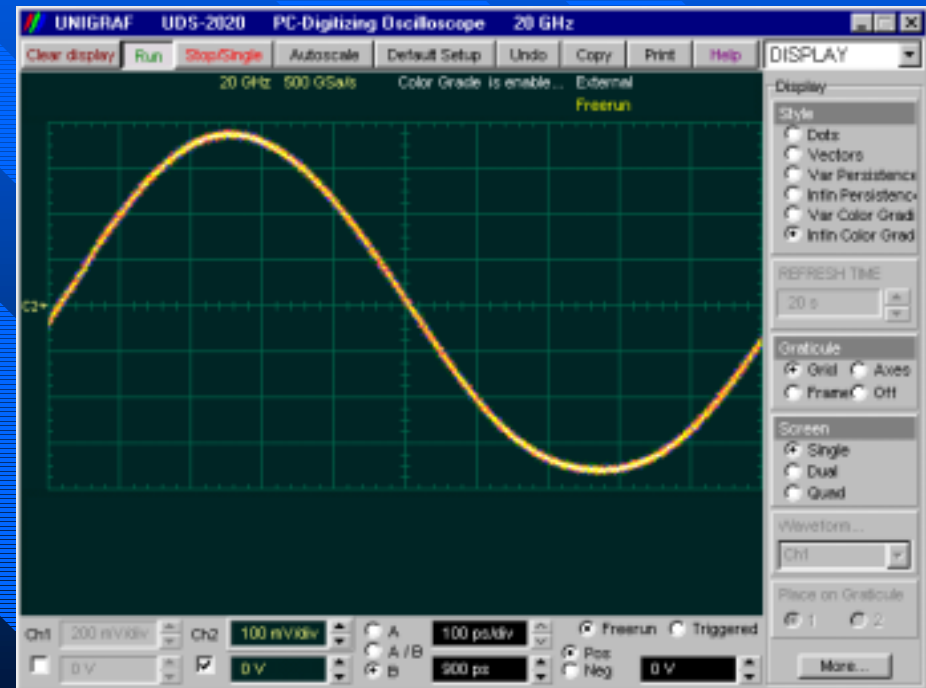 UNIGRAF UDS-2020 PC-Digitizing Oscilloscope 20 GHz
Clear display Run Stop/Single Autoscale Default Setup Undo Copy Print Help DISPLAY
20 GHz 500 GSa/s Color Grade is enable... External
Freerun
C2
Display
Style
Dots
Vectors
Var Persistence
Infin Persistenc
Var Color Gradi
Infin Color Grad
REFRESH TIME
20 s
Graticule
Grid Axes
Frame Off
Screen
Single
Dual
Quad
Waveform...
Ch1
Place on Graticule
1 2
More...
Ch1 200 mV/div Ch2 100 mV/div A 100 ps/div Freerun Triggered
A / B Pos
0 V 0 V B 900 ps Neg 0 V